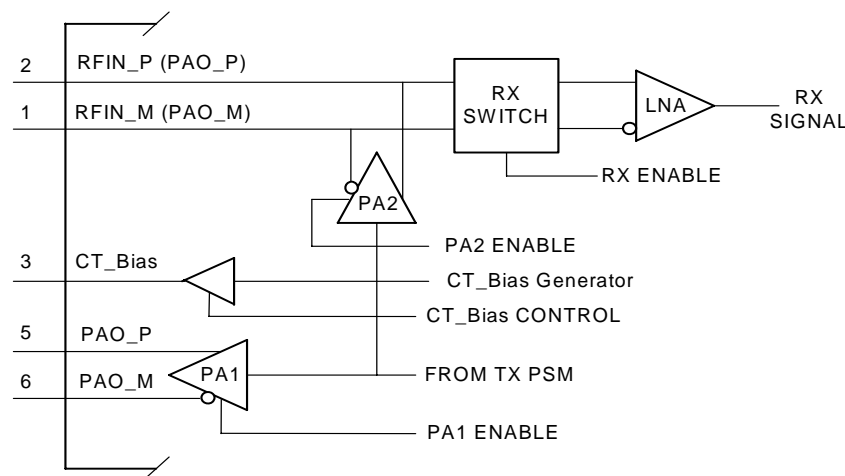 2 RFIN_P (PAO_P)
1 RFIN_M (PAO_M)
RX
SWITCH
LNA
RX
SIGNAL
RX ENABLE
PA2
PA2 ENABLE
3 CT_Bias
CT_Bias Generator
CT_Bias CONTROL
5 PAO_P
6 PAO_M
PA1
FROM TX PSM
PA1 ENABLE